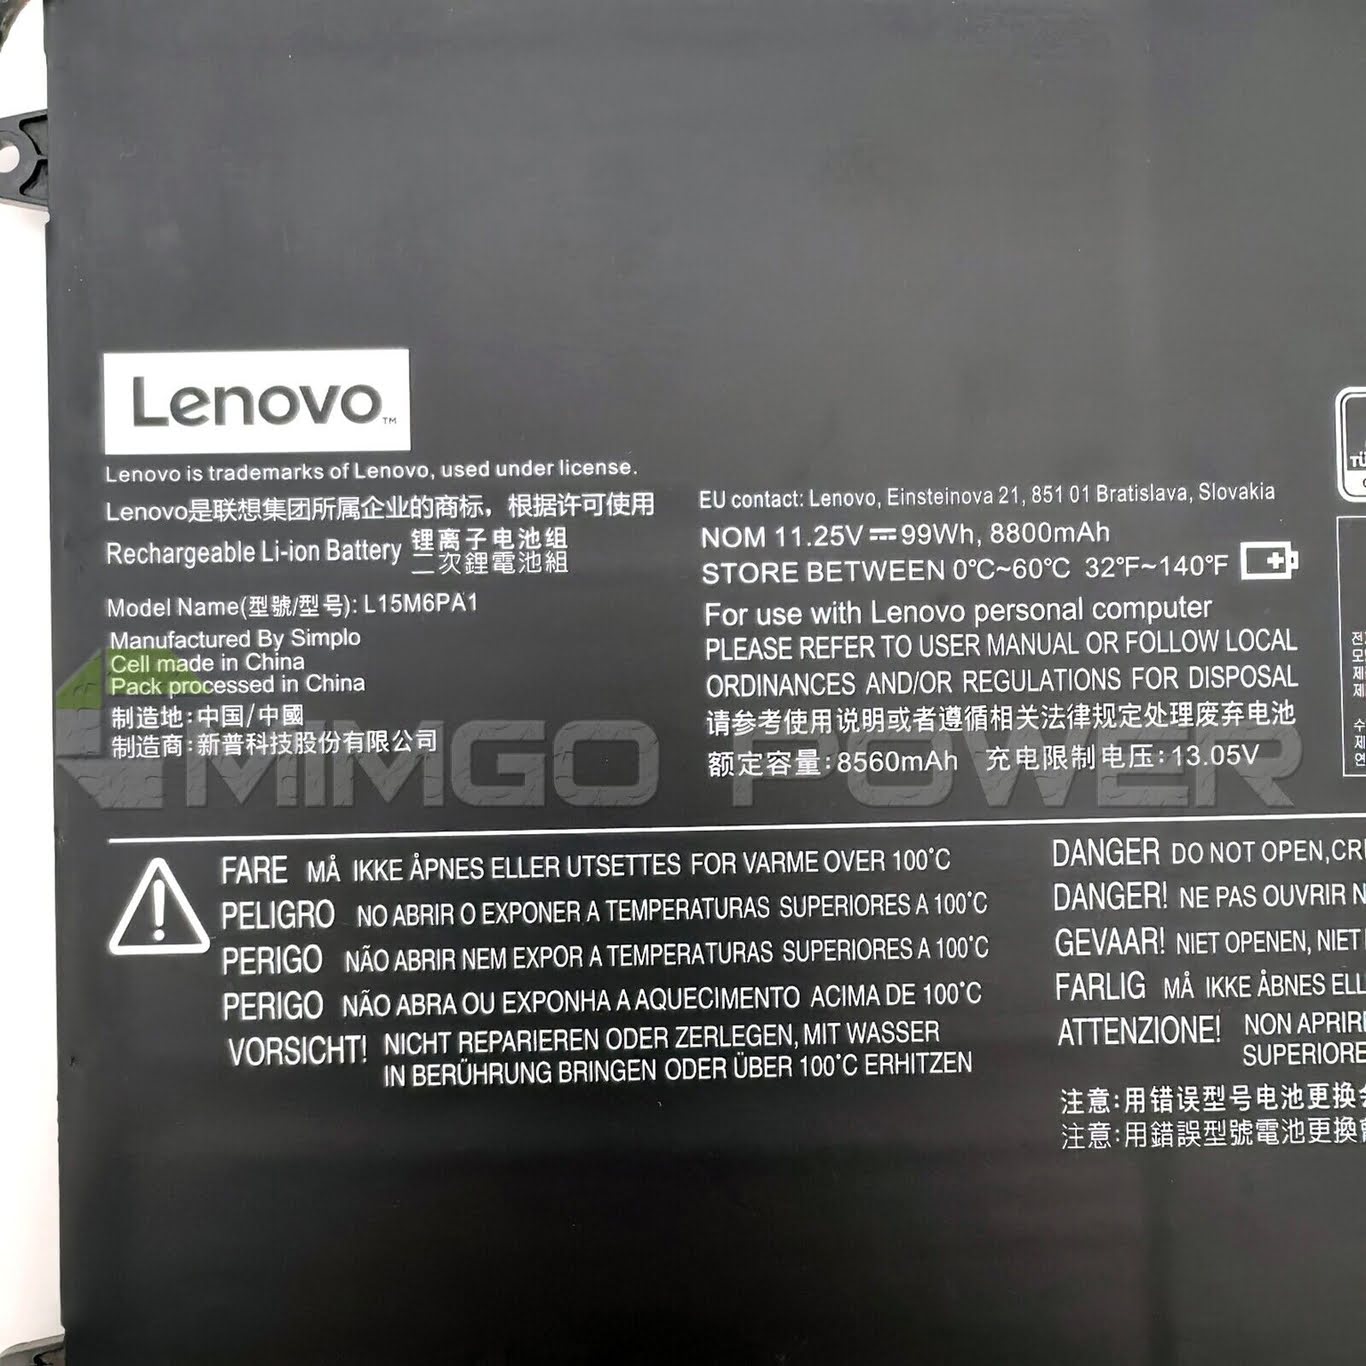 Lenovo™
Lenovo is trademarks of Lenovo, used under license.
Lenovo是联想集团所属企业的商标，根据许可使用
Rechargeable Li-ion Battery 锂离子电池组
二次鋰電池組
Model Name(型號/型号): L15M6PA1
Manufactured By Simplo
Cell made in China
Pack processed in China
制造地:中国/中國
制造商:新普科技股份有限公司
EU contact: Lenovo, Einsteinova 21, 851 01 Bratislava, Slovakia
NOM 11.25V⎓99Wh, 8800mAh
STORE BETWEEN 0°C~60°C 32°F~140°F
For use with Lenovo personal computer
PLEASE REFER TO USER MANUAL OR FOLLOW LOCAL
ORDINANCES AND/OR REGULATIONS FOR DISPOSAL
请参考使用说明或者遵循相关法律规定处理废弃电池
额定容量:8560mAh 充电限制电压:13.05V
MIMGO POWER
FARE MÅ IKKE ÅPNES ELLER UTSETTES FOR VARME OVER 100°C
PELIGRO NO ABRIR O EXPONER A TEMPERATURAS SUPERIORES A 100°C
PERIGO NÃO ABRIR NEM EXPOR A TEMPERATURAS SUPERIORES A 100°C
PERIGO NÃO ABRA OU EXPONHA A AQUECIMENTO ACIMA DE 100°C
VORSICHT! NICHT REPARIEREN ODER ZERLEGEN, MIT WASSER
IN BERÜHRUNG BRINGEN ODER ÜBER 100°C ERHITZEN
DANGER DO NOT OPEN,
DANGER! NE PAS OUVRIR
GEVAAR! NIET OPENEN, NIET
FARLIG MÅ IKKE ÅBNES
ATTENZIONE! NON
注意:用错误型号电池更换
注意:用錯誤型號電池更換